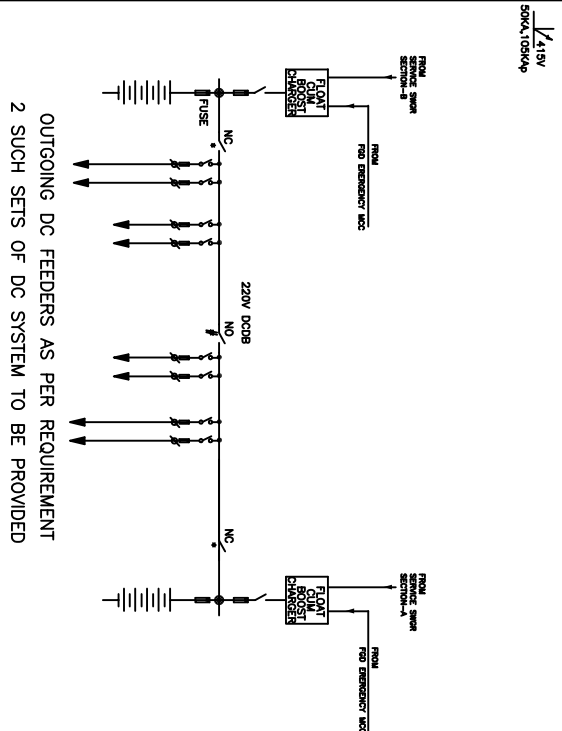 415V
50KA,105KAp
FROM
SERVICE SWGR
SECTION-B
FROM
FGD EMERGENCY MCC
FLOAT
CUM
BOOST
CHARGER
FUSE
NC
*
220V DCDB
NO
#
NC
*
FROM
SERVICE SWGR
SECTION-A
FROM
FGD EMERGENCY MCC
FLOAT
CUM
BOOST
CHARGER
OUTGOING DC FEEDERS AS PER REQUIREMENT
2 SUCH SETS OF DC SYSTEM TO BE PROVIDED